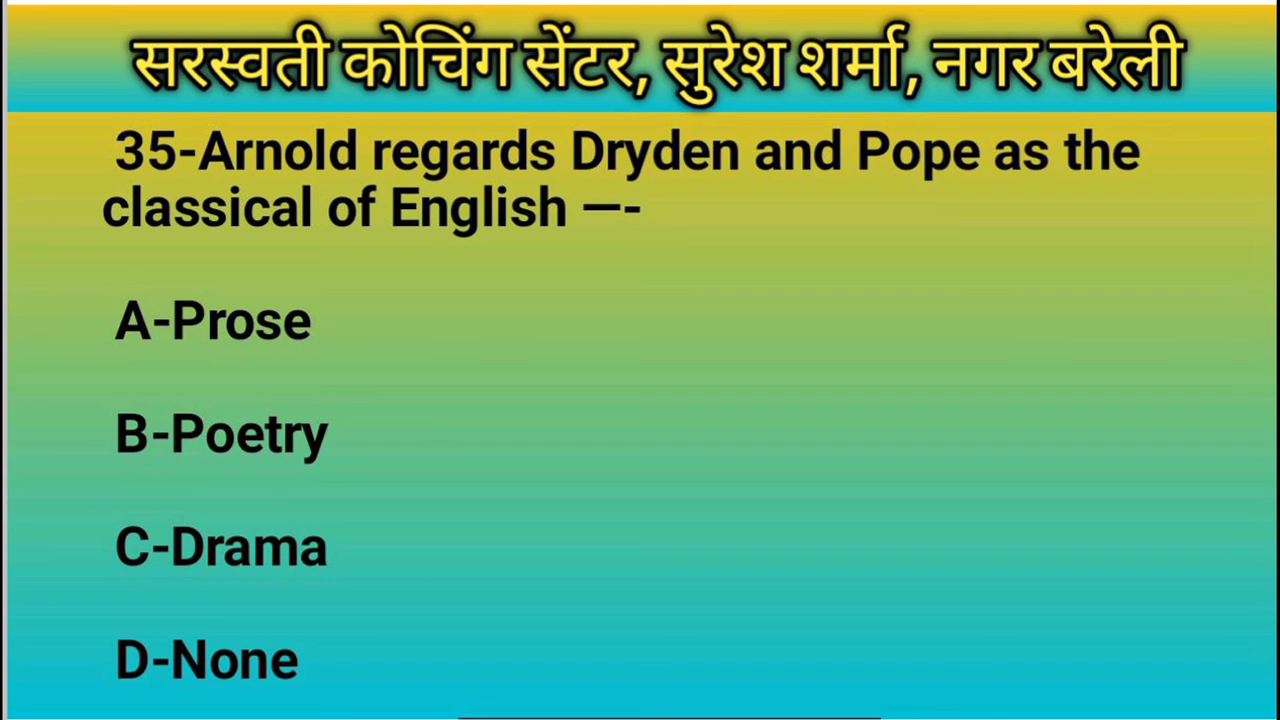 सरस्वती कोचिंग सेंटर, सुरेश शर्मा, नगर बरेली
35-Arnold regards Dryden and Pope as the
classical of English —-
A-Prose
B-Poetry
C-Drama
D-None